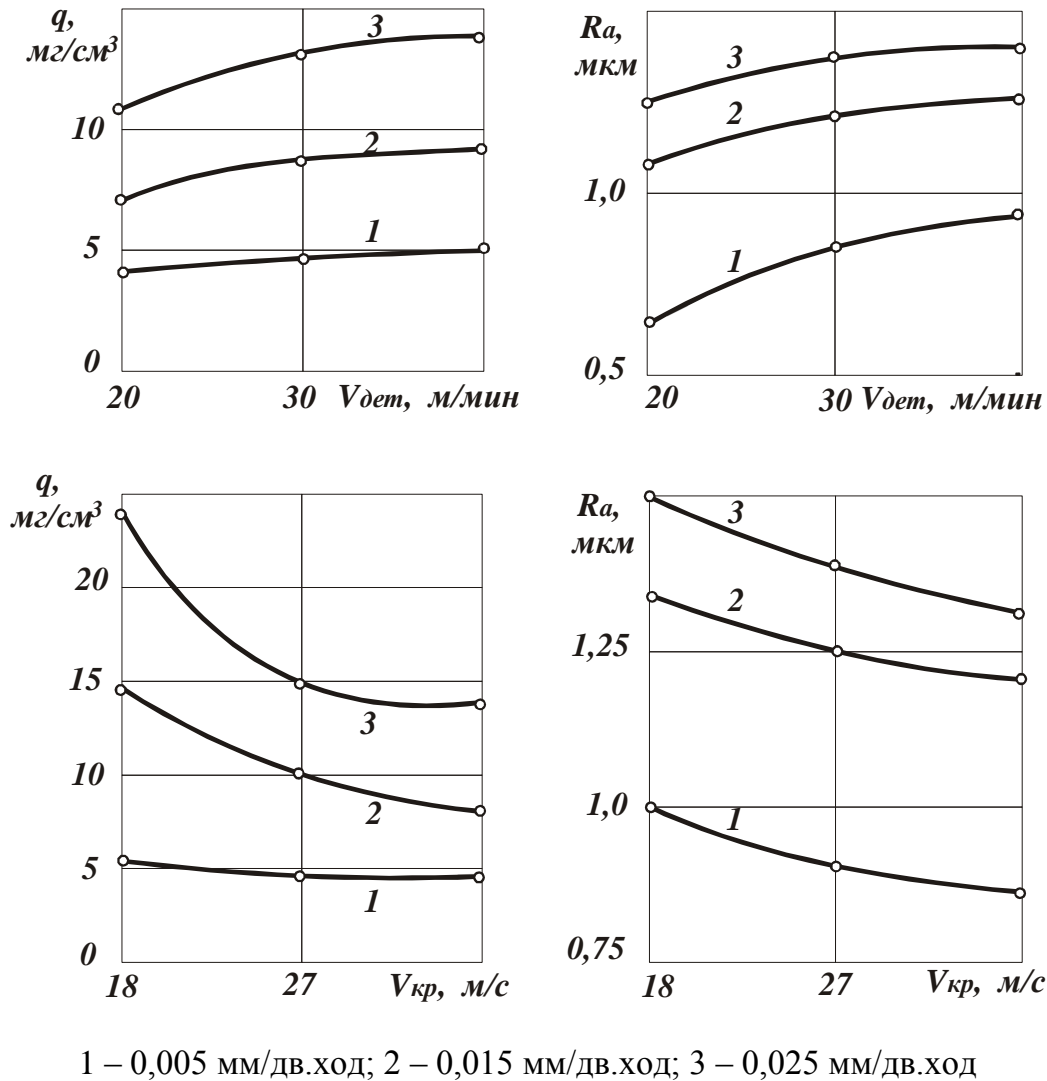 q,
мг/см³
3
10
2
5
1
0
20 30 Vдет, м/мин
Ra,
мкм
3
2
1,0
1
0,5
20 30 Vдет, м/мин
q,
мг/см³
20
15
3
10
2
5
1
0
18 27 Vкр, м/с
Ra,
мкм
3
2
1,25
1,0
1
0,75
18 27 Vкр, м/с
1 – 0,005 мм/дв.ход; 2 – 0,015 мм/дв.ход; 3 – 0,025 мм/дв.ход